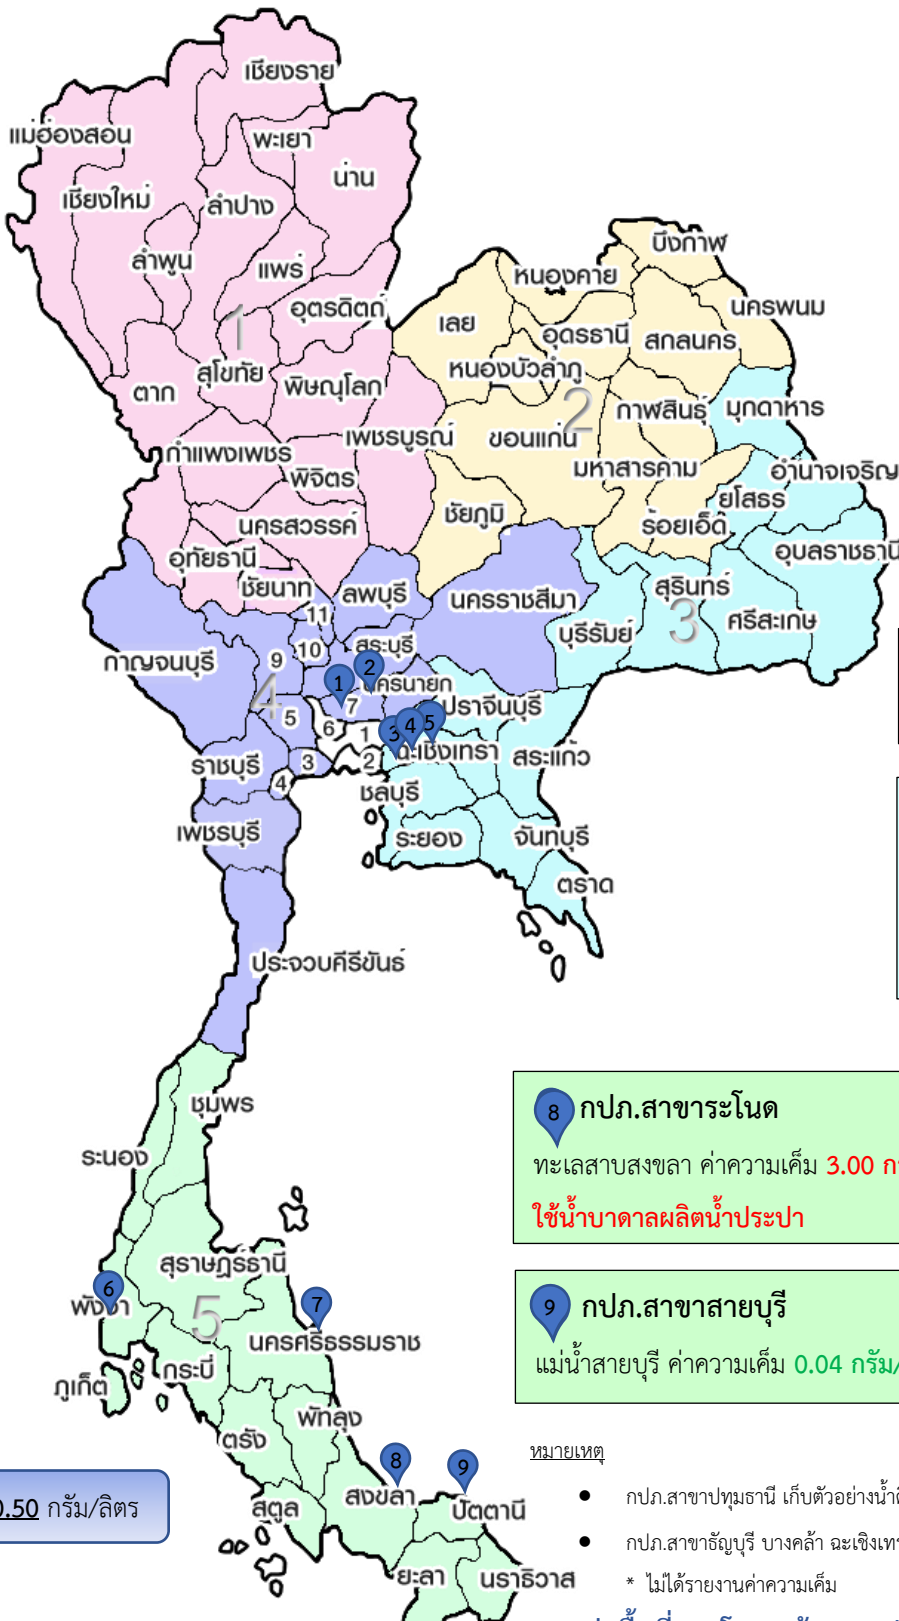 เชียงราย
แม่ฮ่องสอน
พะเยา
น่าน
เชียงใหม่
ลำปาง
ลำพูน
แพร่
อุตรดิตถ์
1
สุโขทัย
ตาก
พิษณุโลก
กำแพงเพชร
เพชรบูรณ์
พิจิตร
นครสวรรค์
อุทัยธานี
ชัยนาท
บึงกาฬ
หนองคาย
นครพนม
เลย
อุดรธานี
สกลนคร
หนองบัวลำภู
2
กาฬสินธุ์
มุกดาหาร
ขอนแก่น
มหาสารคาม
อำนาจเจริญ
ยโสธร
ชัยภูมิ
ร้อยเอ็ด
อุบลราชธานี
ลพบุรี
นครราชสีมา
สุรินทร์
3
บุรีรัมย์
ศรีสะเกษ
11
สระบุรี
10
9
กาญจนบุรี
4
1
2
นครนายก
7
ปราจีนบุรี
5
6
1
3
4
5
ฉะเชิงเทรา
สระแก้ว
ราชบุรี
3
2
4
ชลบุรี
เพชรบุรี
ระยอง
จันทบุรี
ตราด
ประจวบคีรีขันธ์
ชุมพร
ระนอง
สุราษฎร์ธานี
6
พังงา
5
7
นครศรีธรรมราช
กระบี่
ภูเก็ต
พัทลุง
ตรัง
8
9
สงขลา
ปัตตานี
สตูล
ยะลา
นราธิวาส
8 กปภ.สาขาระโนด
ทะเลสาบสงขลา ค่าความเค็ม 3.00
ใช้น้ำบาดาลผลิตน้ำประปา
9 กปภ.สาขาสายบุรี
แม่น้ำสายบุรี ค่าความเค็ม 0.04 กรัม/
0.50 กรัม/ลิตร
หมายเหตุ
● กปภ.สาขาปทุมธานี เก็บตัวอย่างน้ำ
● กปภ.สาขาธัญบุรี บางคล้า ฉะเชิงเทรา
* ไม่ได้รายงานค่าความเค็ม